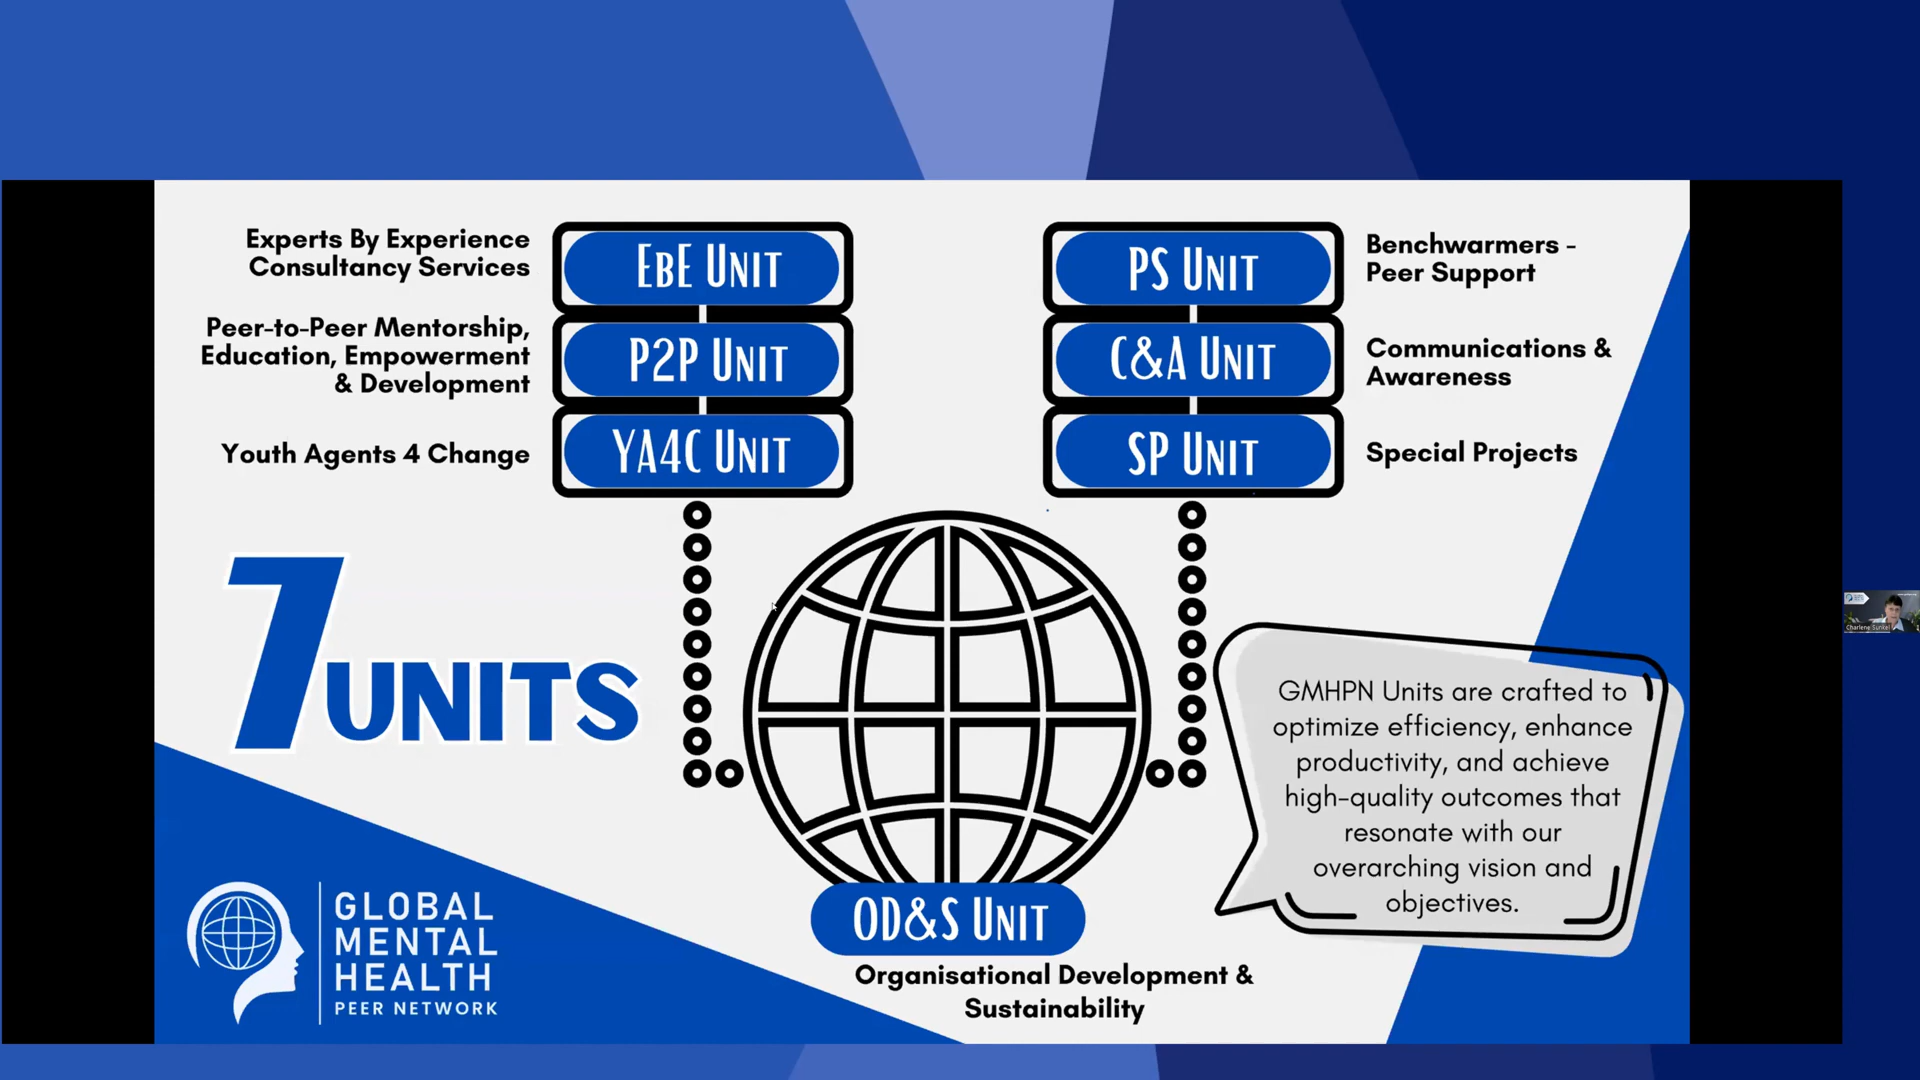 Experts By Experience
Consultancy Services
EbE Unit
Peer-to-Peer Mentorship,
Education, Empowerment
& Development
P2P Unit
Youth Agents 4 Change
YA4C Unit
PS Unit
Benchwarmers -
Peer Support
C&A Unit
Communications &
Awareness
SP Unit
Special Projects
7 UNITS
GMHPN Units are crafted to
optimize efficiency, enhance
productivity, and achieve
high-quality outcomes that
resonate with our
overarching vision and
objectives.
OD&S Unit
Organisational Development &
Sustainability
GLOBAL
MENTAL
HEALTH
PEER NETWORK
Charlene Sunkel